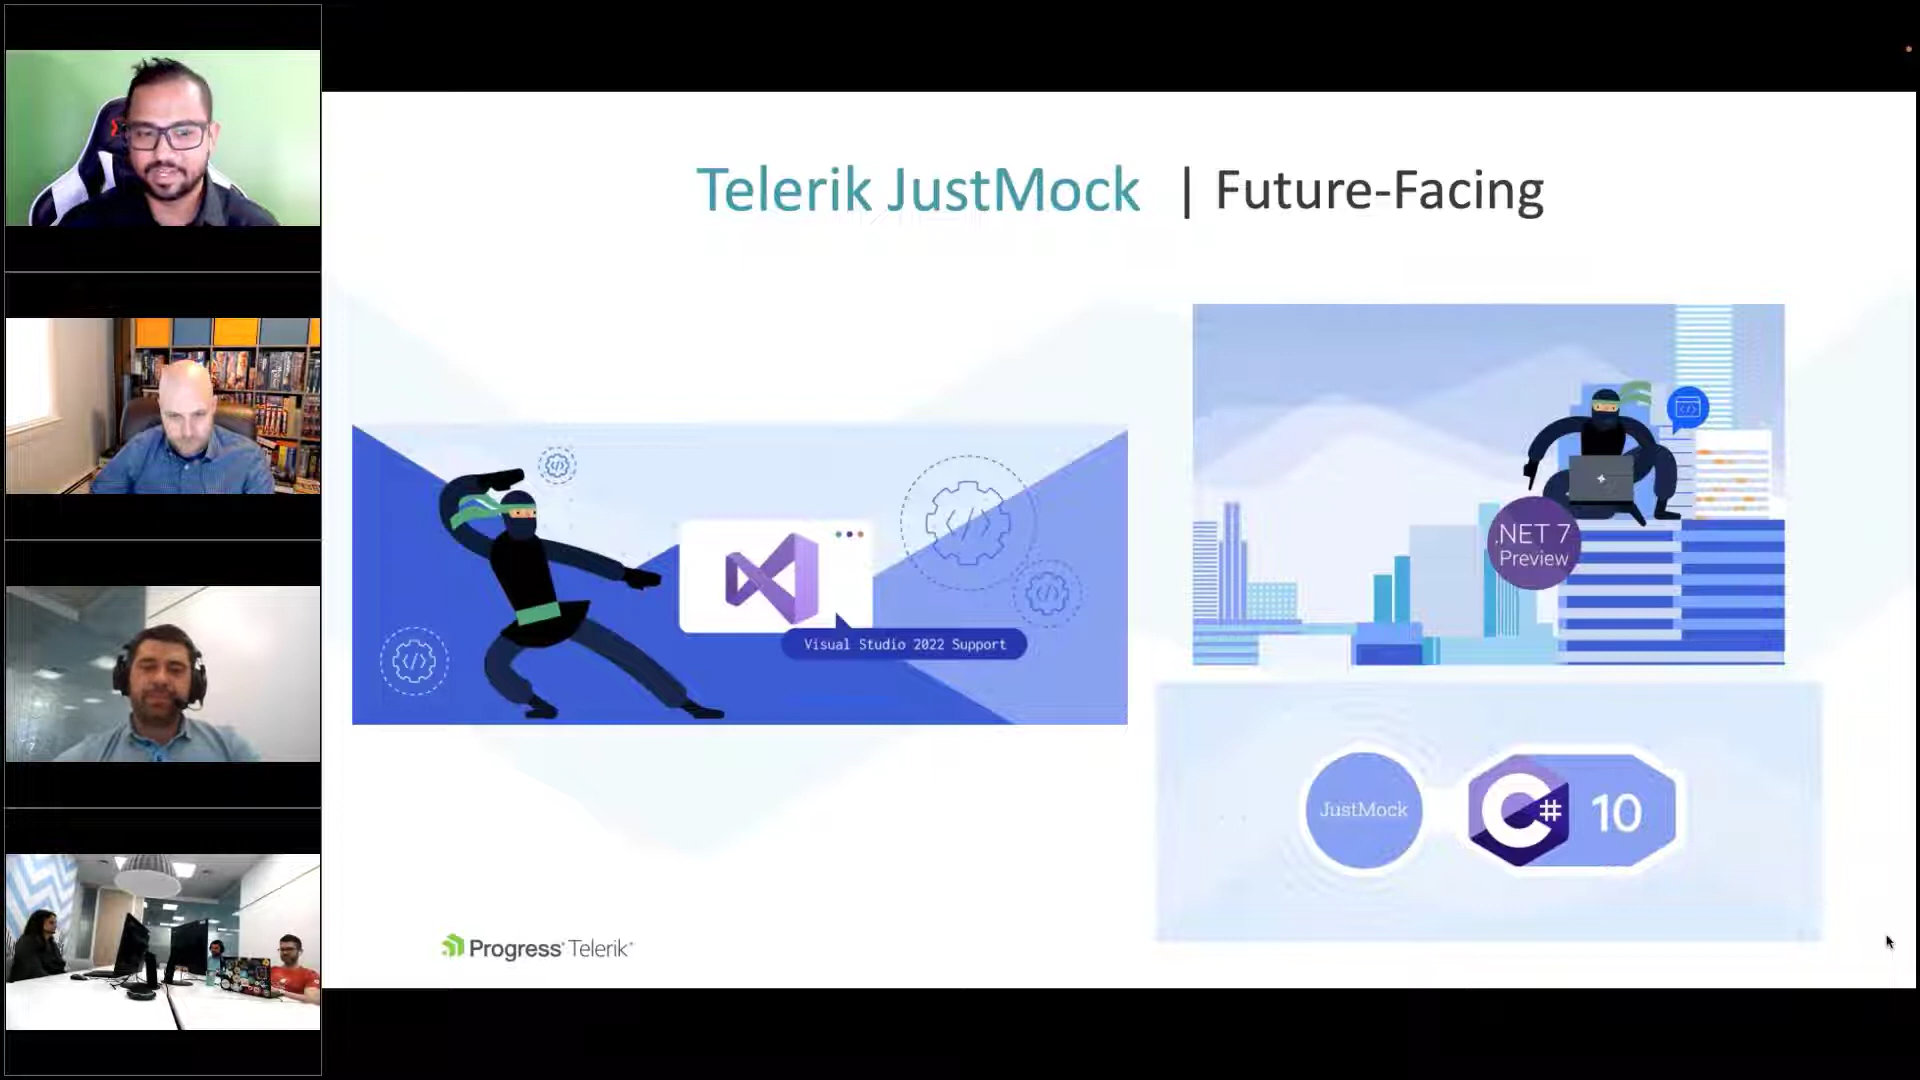 Telerik JustMock | Future-Facing
Visual Studio 2022 Support
.NET 7
Preview
JustMock
C# 10
Progress® Telerik®